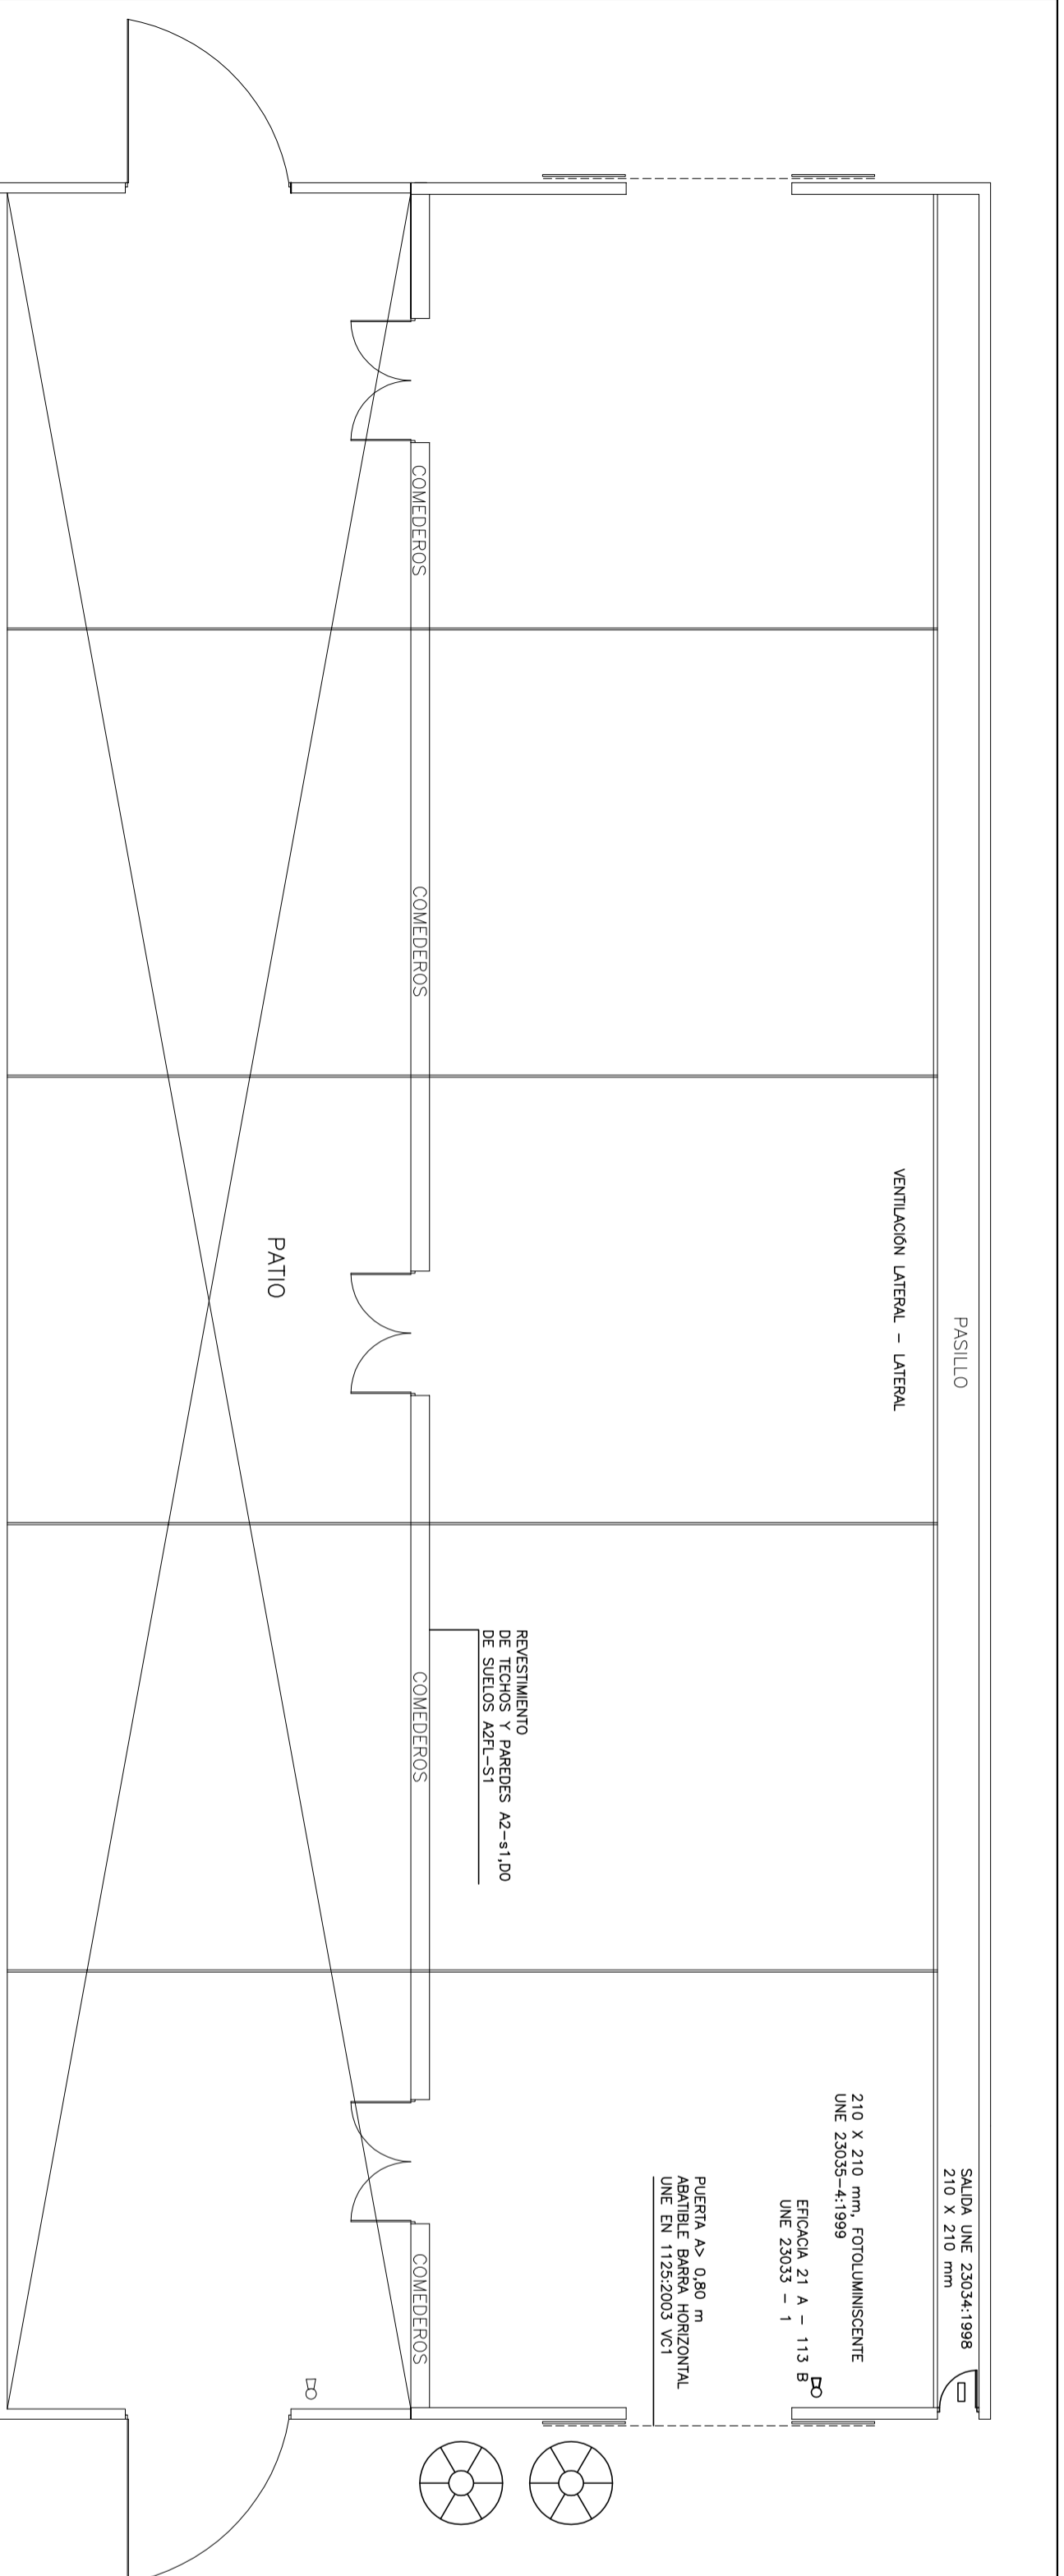 SALIDA UNE 23034:1998
210 X 210 mm
PASILLO
VENTILACIÓN LATERAL - LATERAL
210 X 210 mm, FOTOLUMINISCENTE
UNE 23035-4:1999
EFICACIA 21 A - 113 B
UNE 23033 - 1
PUERTA A> 0,80 m
ABATIBLE BARRA HORIZONTAL
UNE EN 1125:2003 VC1
REVESTIMIENTO
DE TECHOS Y PAREDES A2-s1,D0
DE SUELOS A2FL-S1
COMEDEROS
COMEDEROS
COMEDEROS
COMEDEROS
PATIO